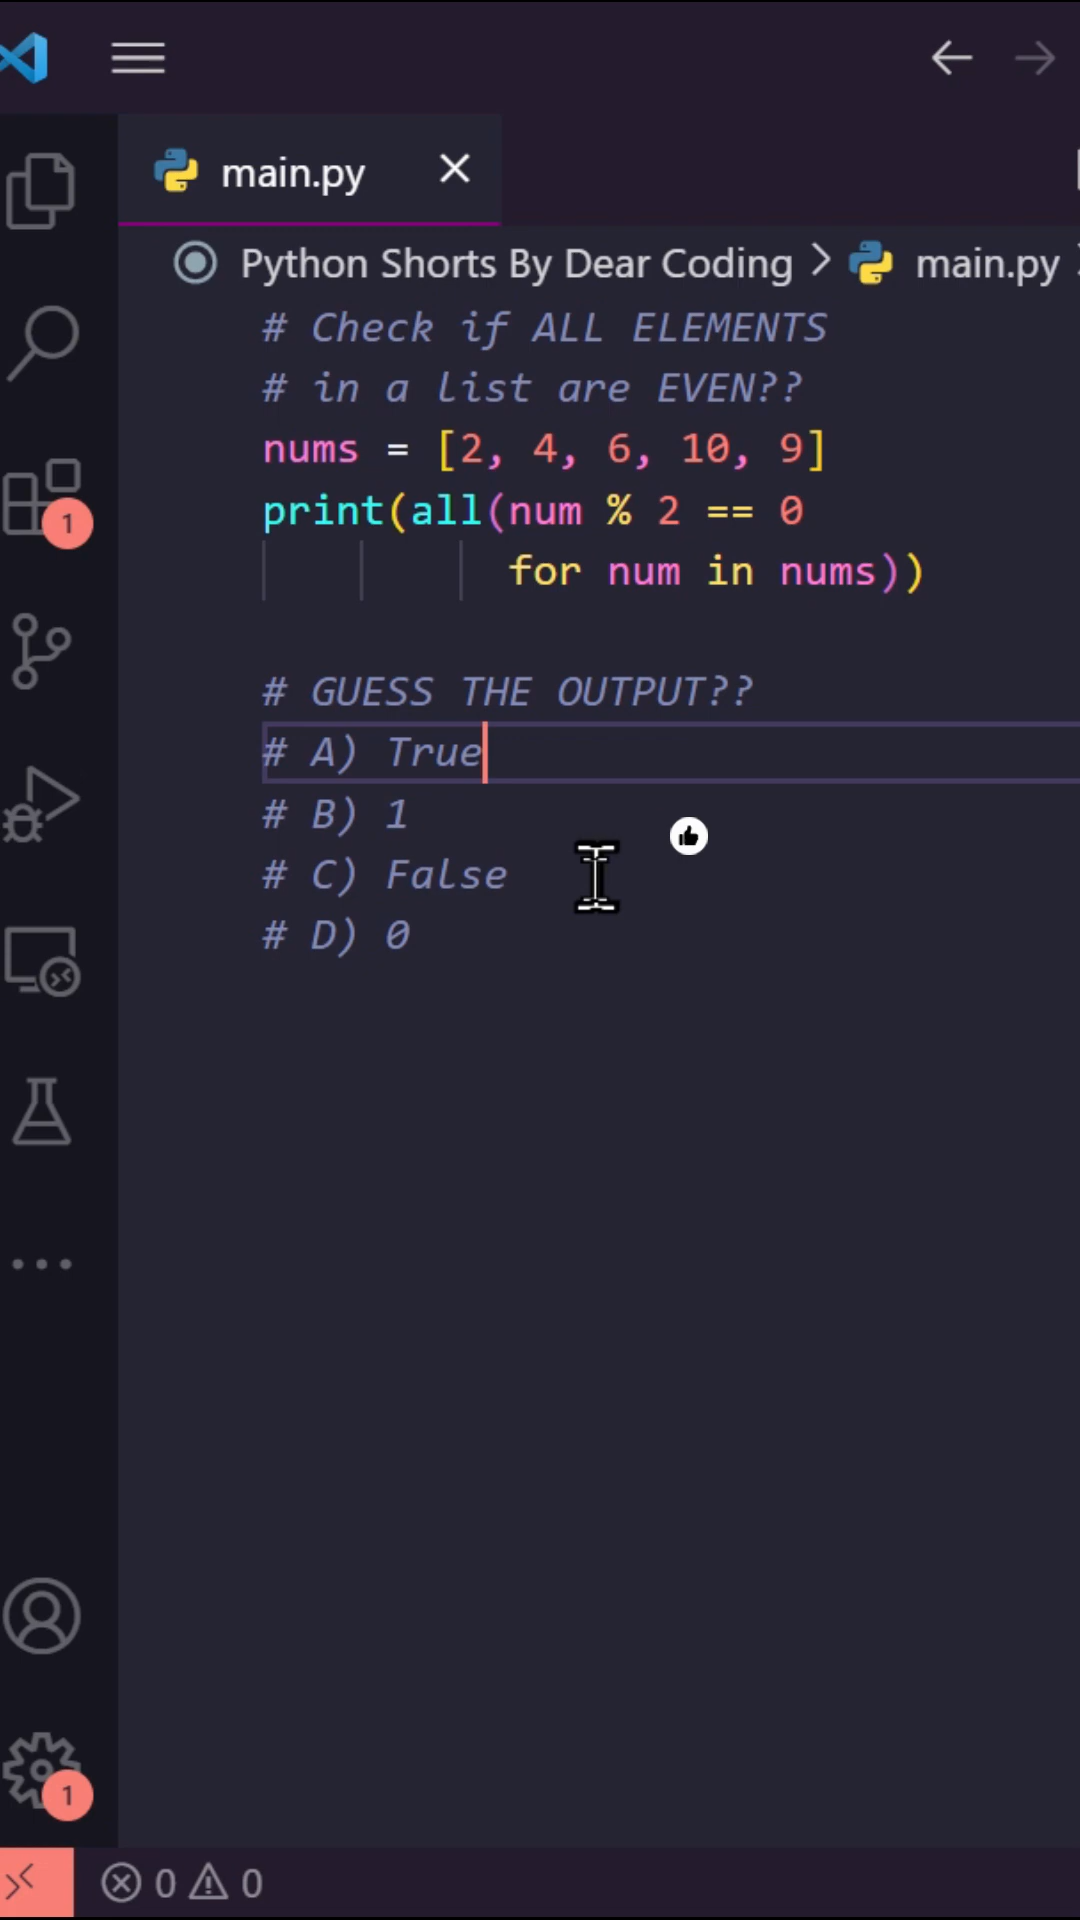 main.py
Python Shorts By Dear Coding > main.py
# Check if ALL ELEMENTS
# in a list are EVEN??
nums = [2, 4, 6, 10, 9]
print(all(num % 2 == 0
for num in nums))
# GUESS THE OUTPUT??
# A) True
# B) 1
# C) False
# D) 0
1
1
0 0